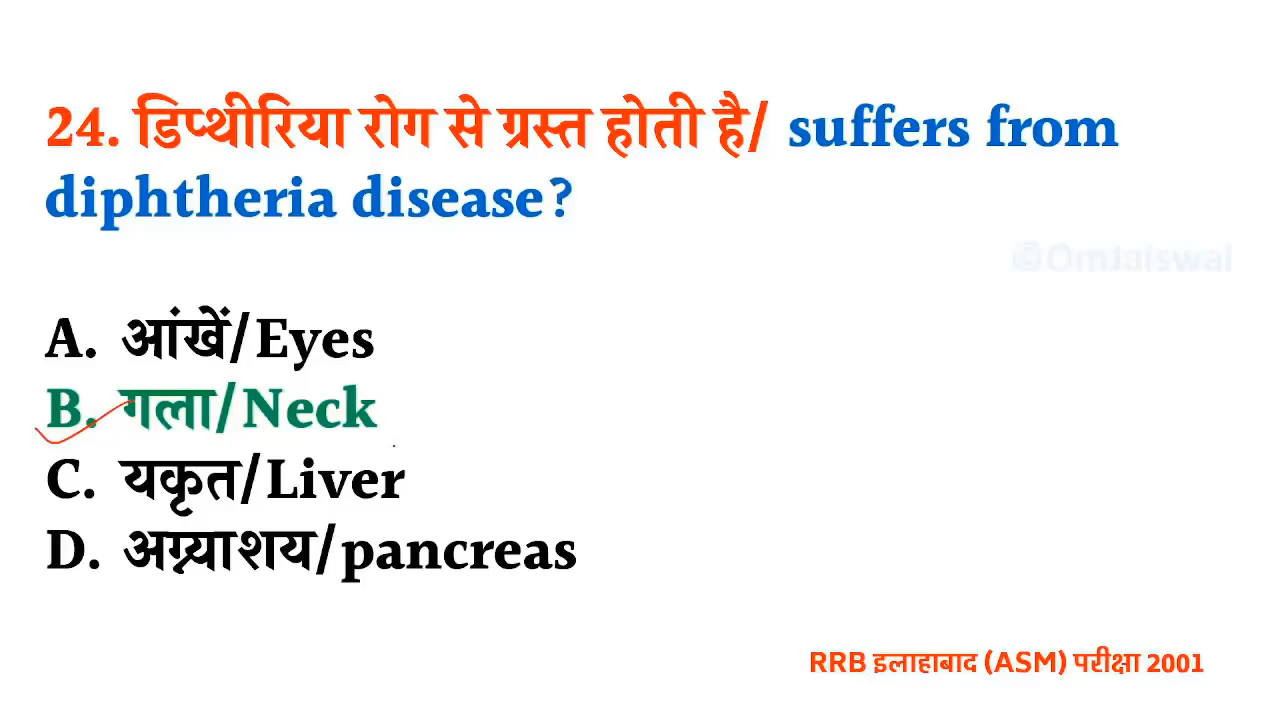 24. डिप्थीरिया रोग से ग्रस्त होती है/ suffers from
diphtheria disease?
©OmJaiswal
A. आंखें/Eyes
B. गला/Neck
C. यकृत/Liver
D. अग्न्याशय/pancreas
RRB इलाहाबाद (ASM) परीक्षा 2001